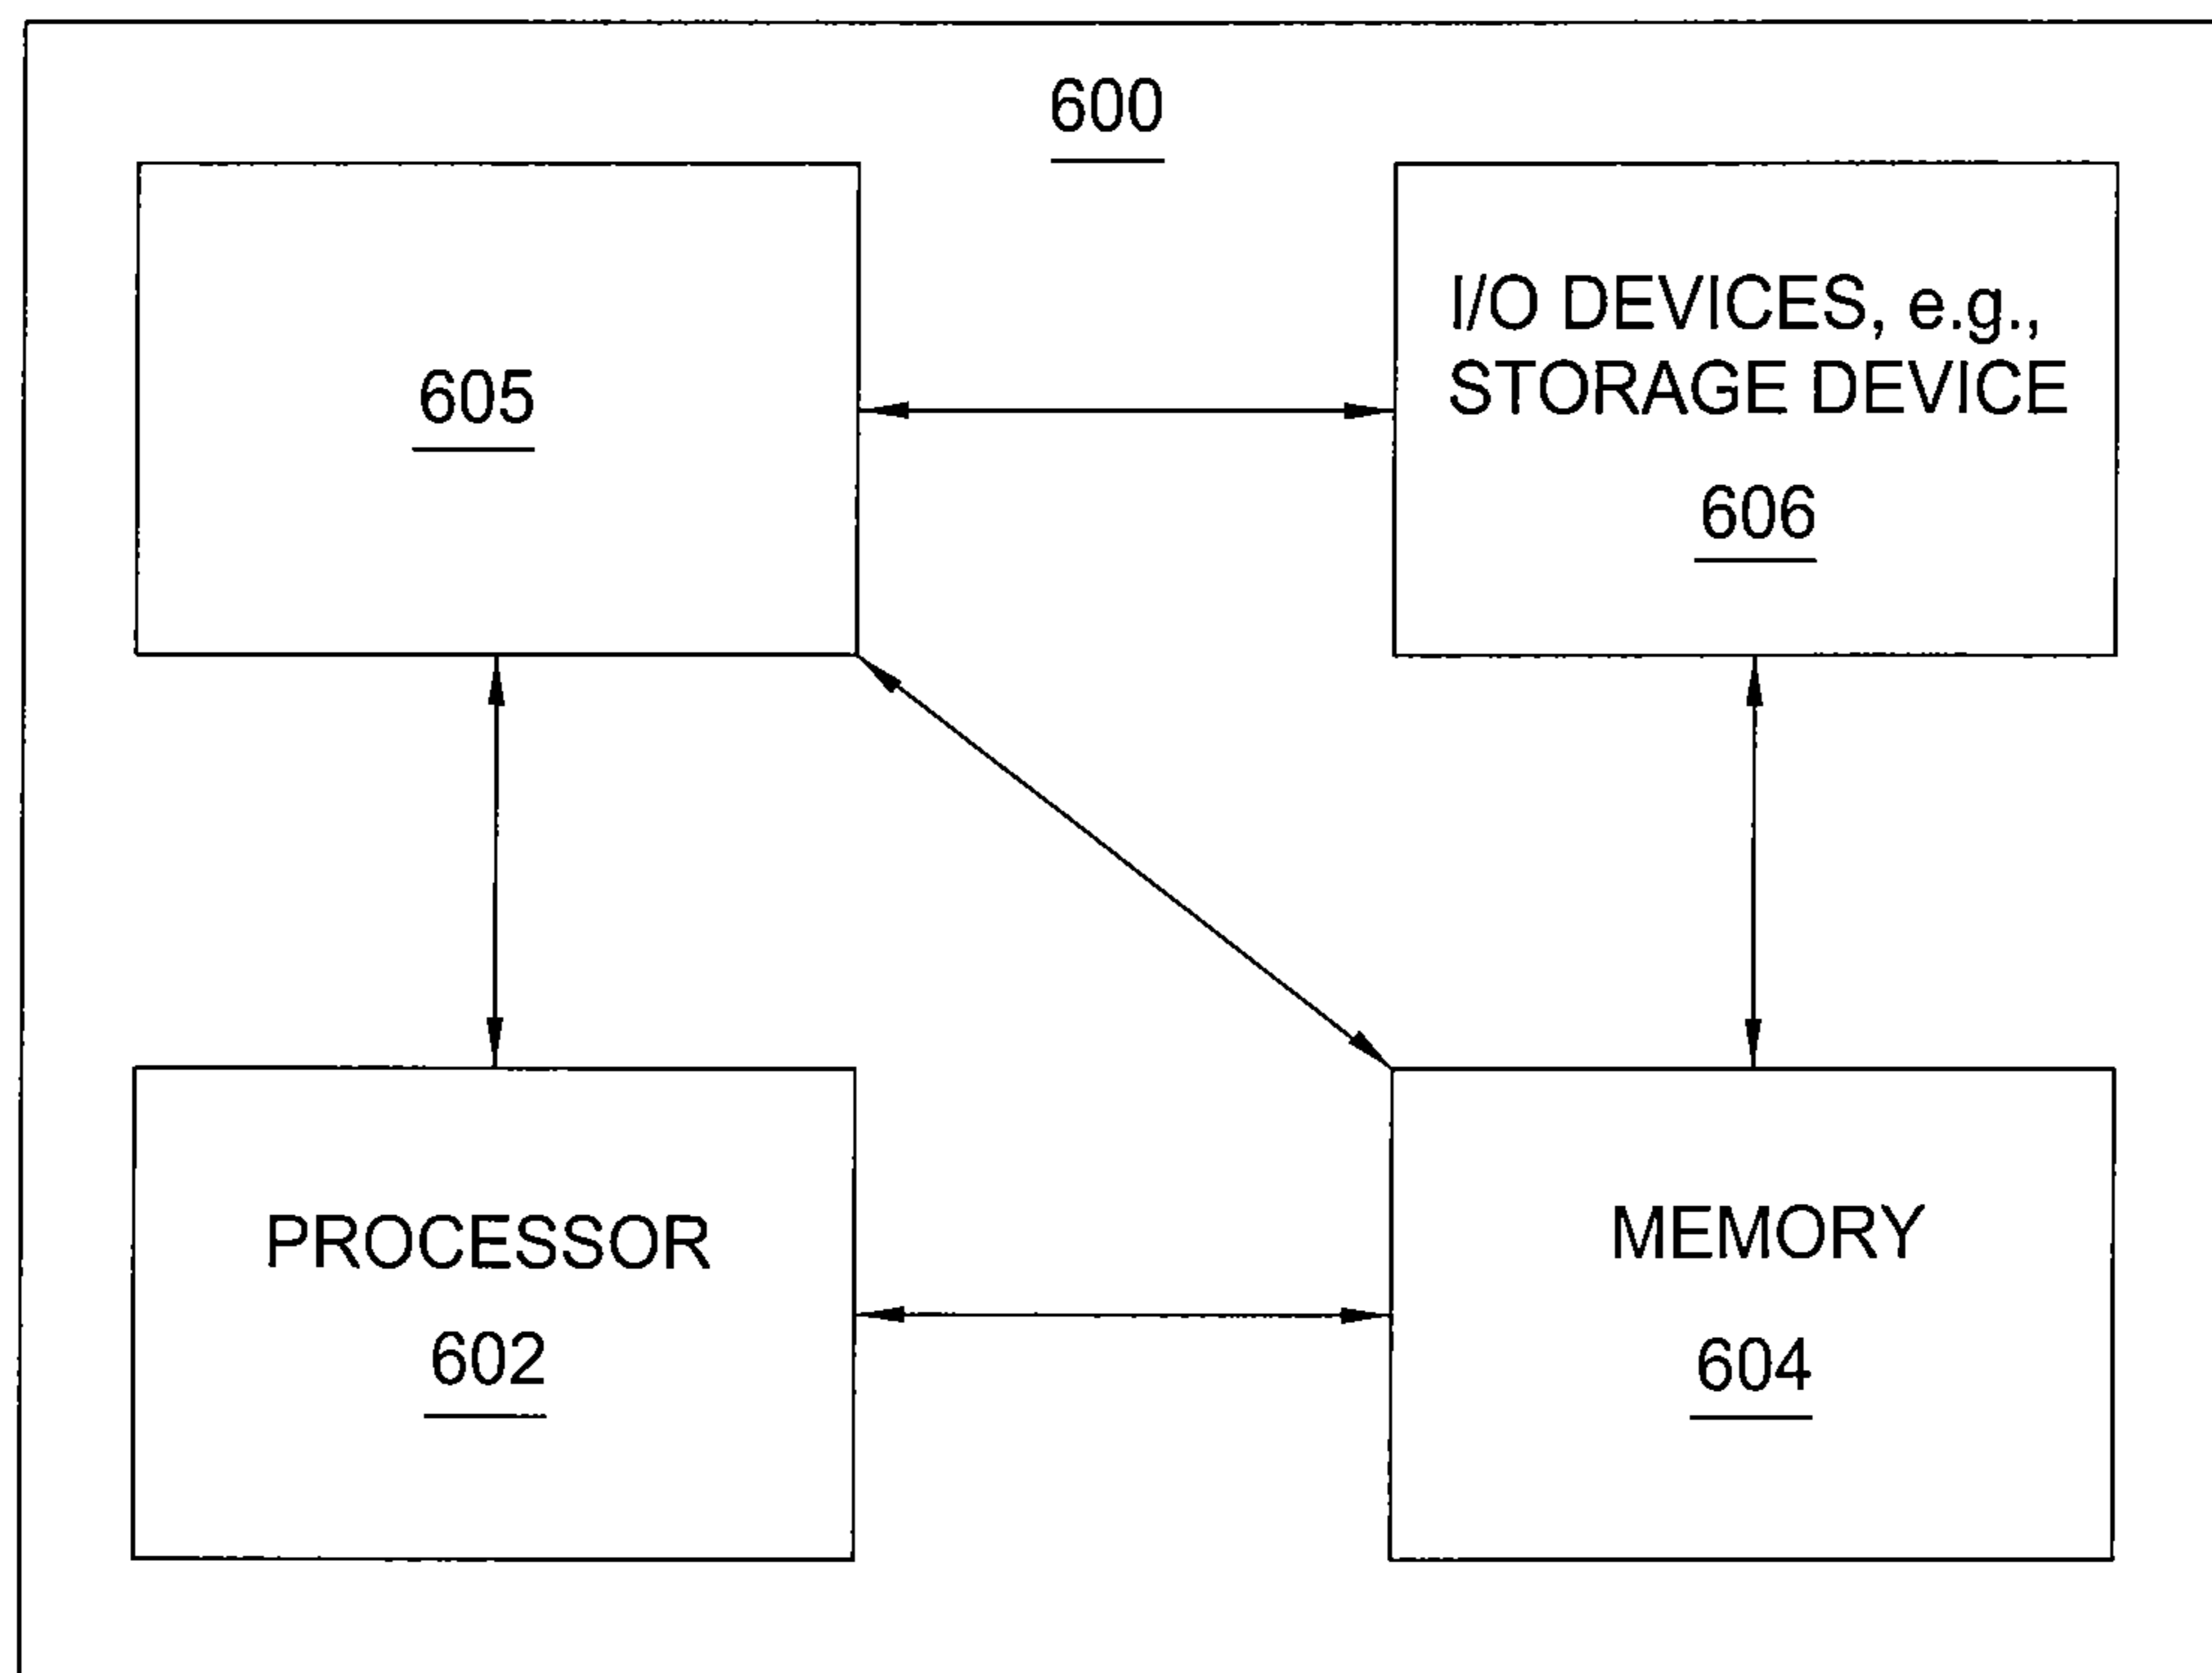 600
605
I/O DEVICES, e.g.,
STORAGE DEVICE
606
PROCESSOR
602
MEMORY
604